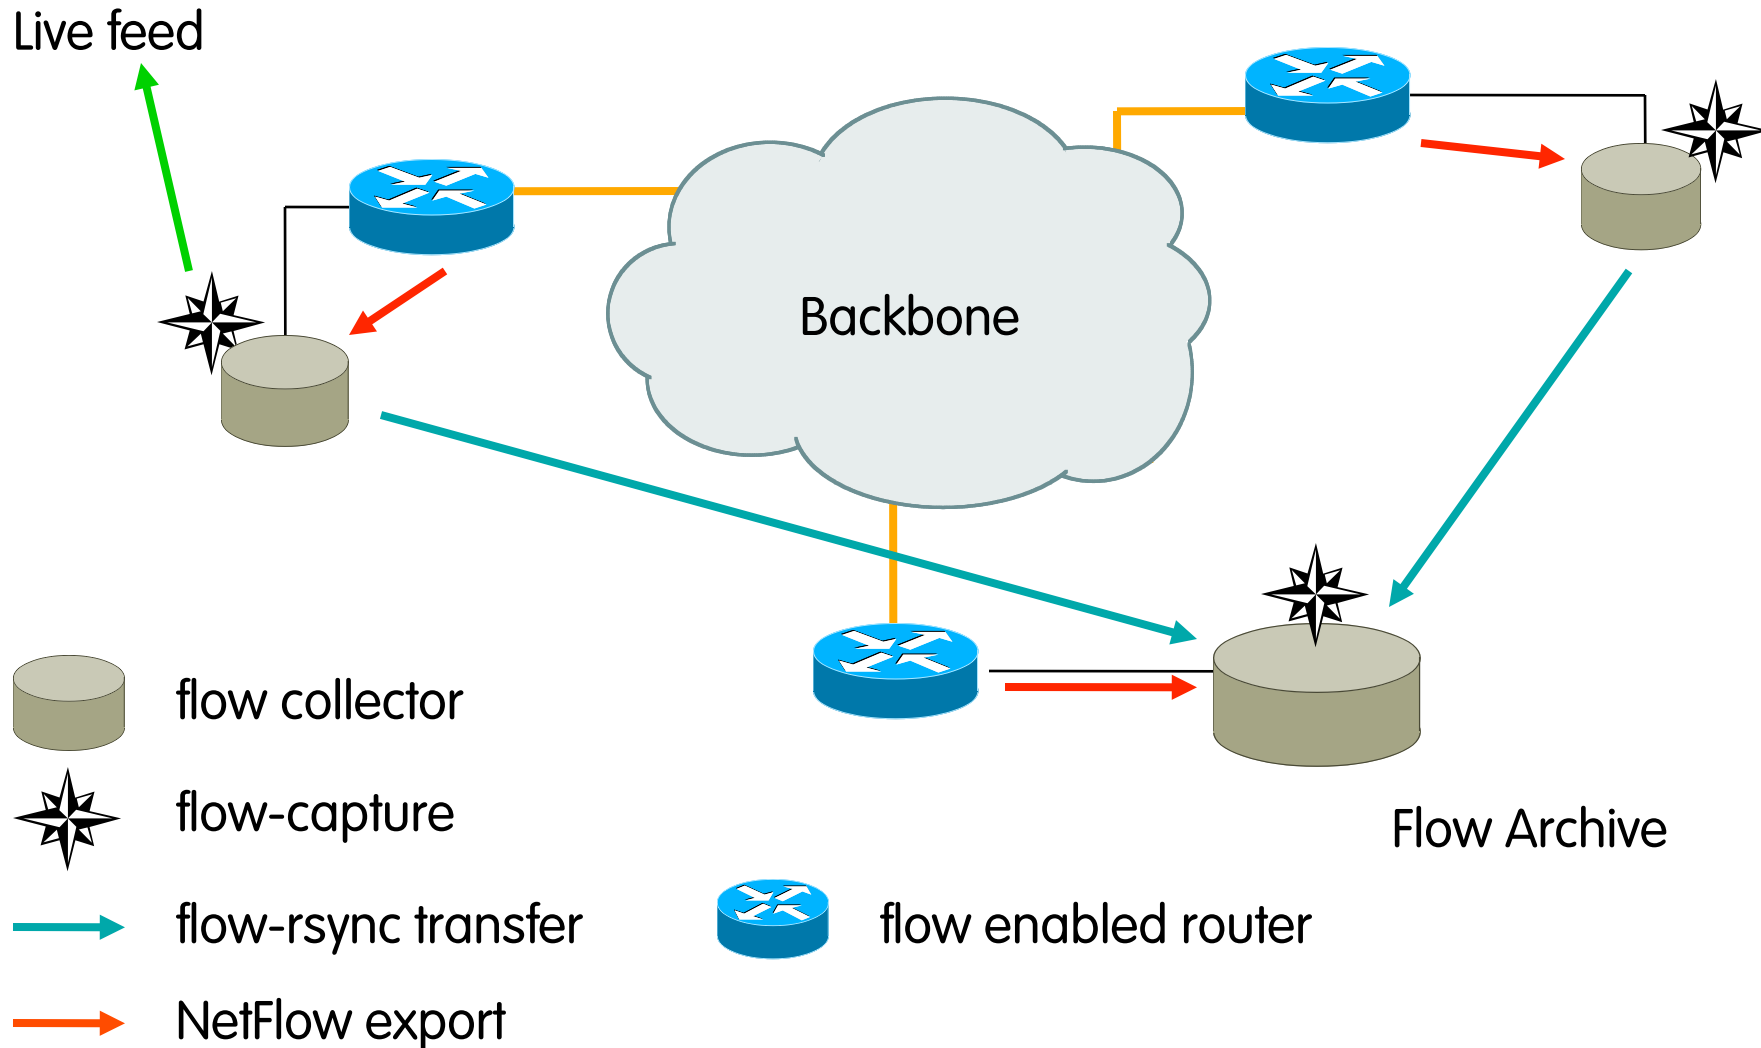 Live feed
Backbone
flow collector
flow-capture
Flow Archive
flow-rsync transfer
flow enabled router
NetFlow export